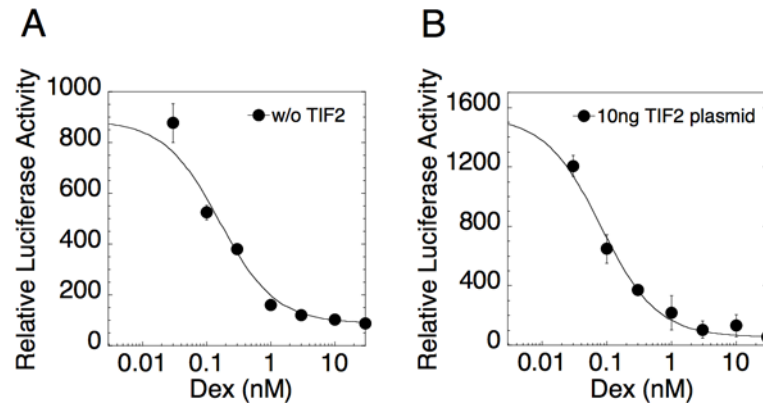 A
Relative Luciferase Activity
1000
800
600
400
200
0
w/o TIF2
0.01
0.1
1
10
Dex (nM)
B
Relative Luciferase Activity
1600
1200
800
400
0
10ng TIF2 plasmid
0.01
0.1
1
10
Dex (nM)